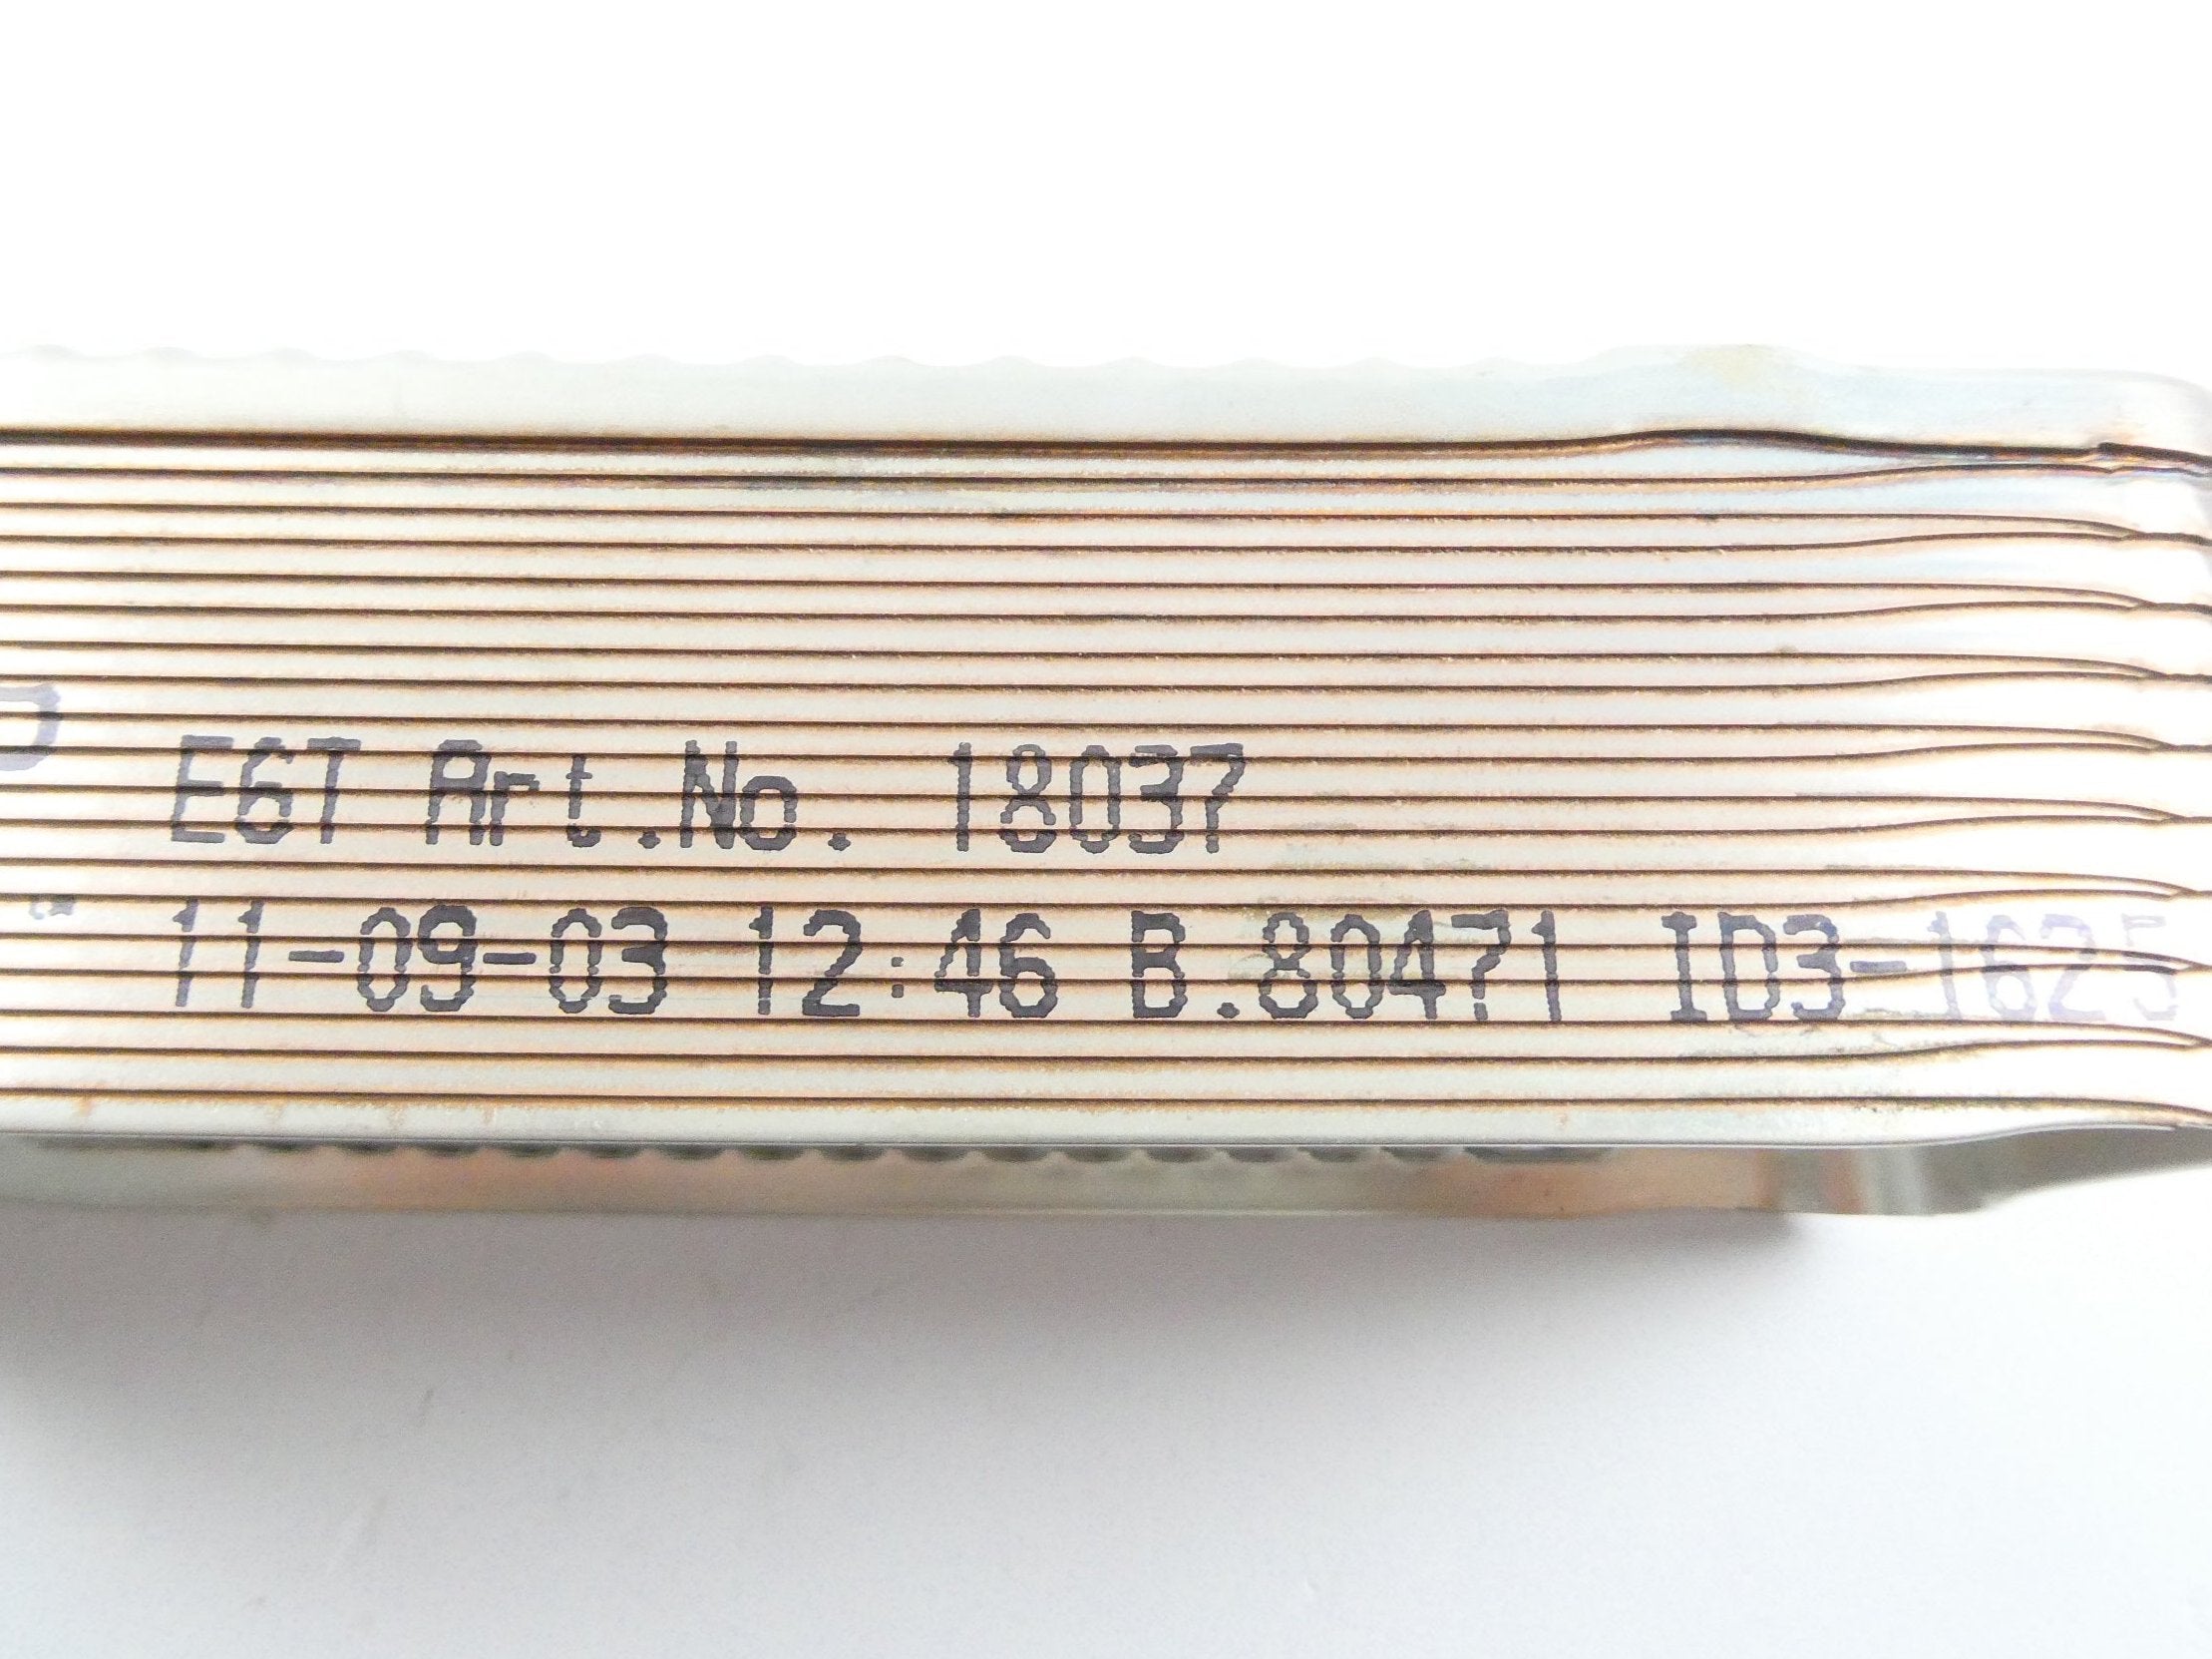 EGT Art.No. 18037
11-09-03 12:46 B.80471 ID3-1625